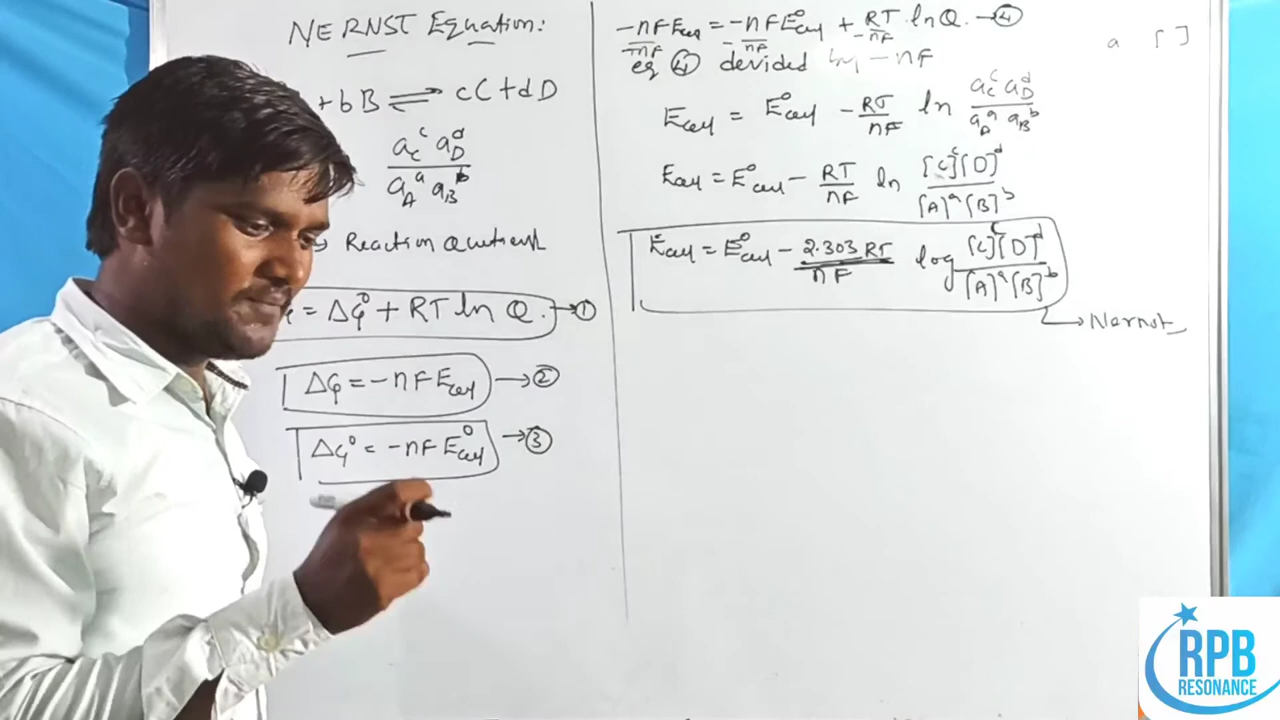 NERNST Equation:
+ bB ⇌ cC + dD
a_C^c a_D^d
a_A^a a_B^b
→ Reaction Quotient
= ΔG° + RT ln Q. → ①
ΔG = -nFE_cell → ②
ΔG° = -nFE°_cell → ③
-nFE_cell = -nFE°_cell + RT ln Q. → ④
-nF -nF -nF
eq ④ devided by -nF
a [ ]
E_cell = E°_cell - RT/nF ln a_C^c a_D^d / a_A^a a_B^b
E_cell = E°_cell - RT/nF ln [C]^c [D]^d / [A]^a [B]^b
E_cell = E°_cell - 2.303 RT/nF log [C]^c [D]^d / [A]^a [B]^b
→ Nernst
RPB
RESONANCE